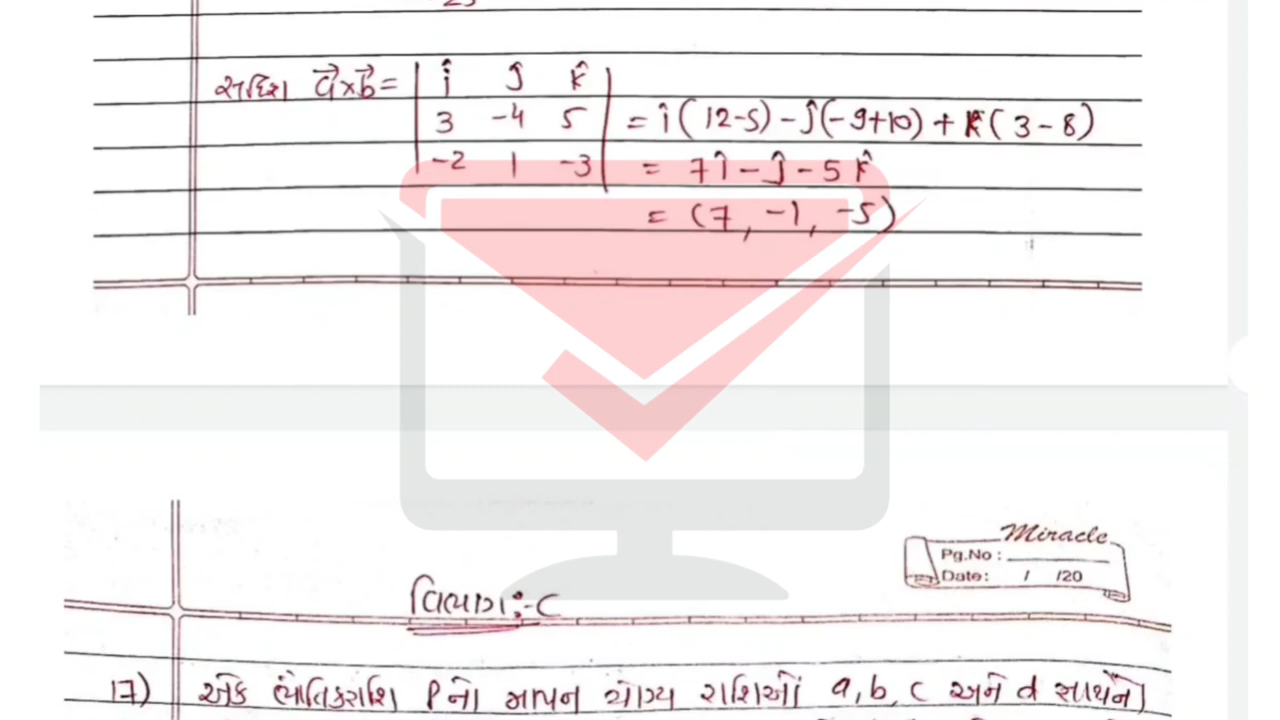 સદિશ a⃗×b⃗ = | î ĵ k̂ |
| 3 -4 5 | = î(12-5) - ĵ(-9+10) + k̂(3-8)
| -2 1 -3 | = 7î - ĵ - 5k̂
= (7, -1, -5)
Miracle
Pg.No :
Date: / /20
વિભાગ:-C
17) એક ભૌતિકરાશિ P નો માપન યોગ્ય રાશિઓ a, b, c અને d સાથેનો